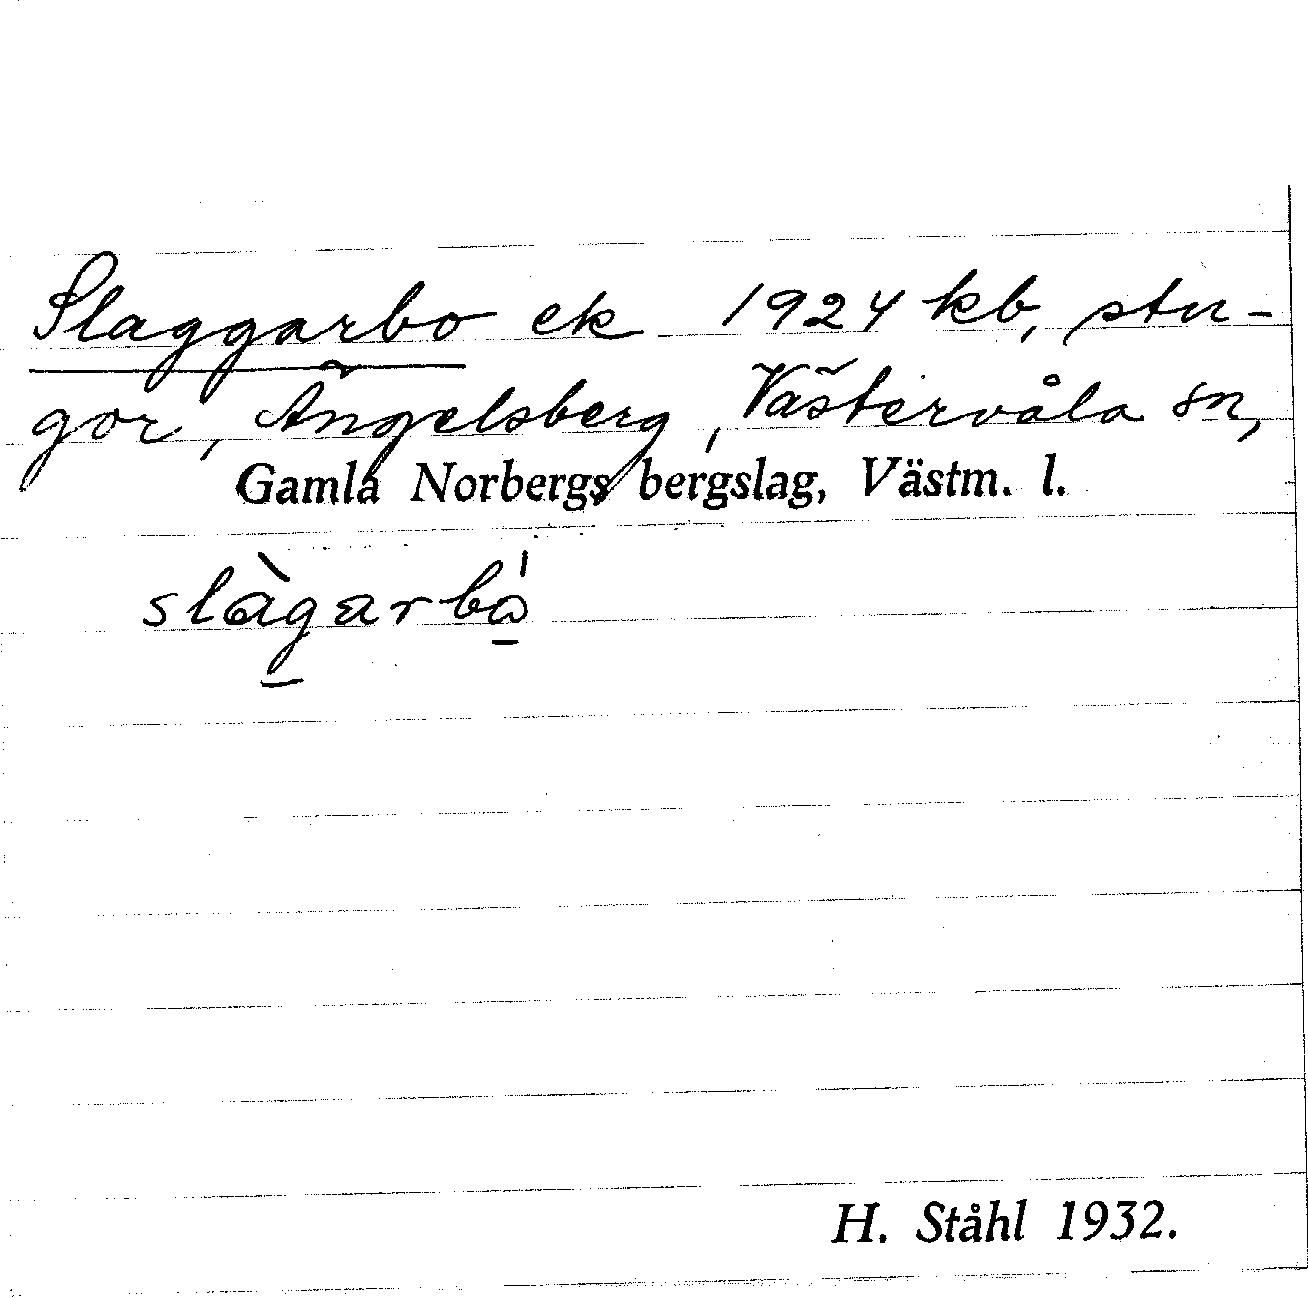 Slaggarbo ek 1924 kb, stu-
gor, Ängelsberg, Västervåla sn,
Gamla Norbergs bergslag, Västm. l.
slàgarbó
H. Ståhl 1932.